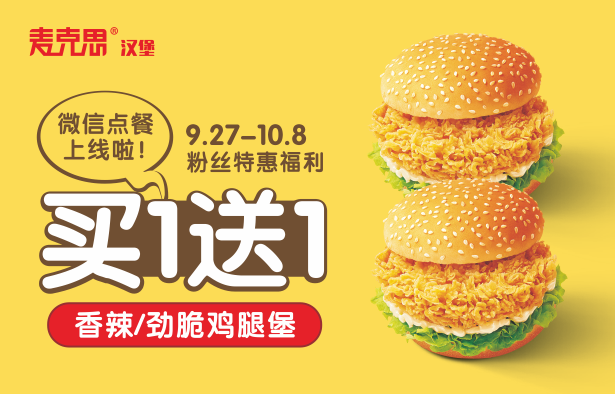 麦克思® 汉堡
微信点餐
上线啦！
9.27-10.8
粉丝特惠福利
买1送1
香辣/劲脆鸡腿堡